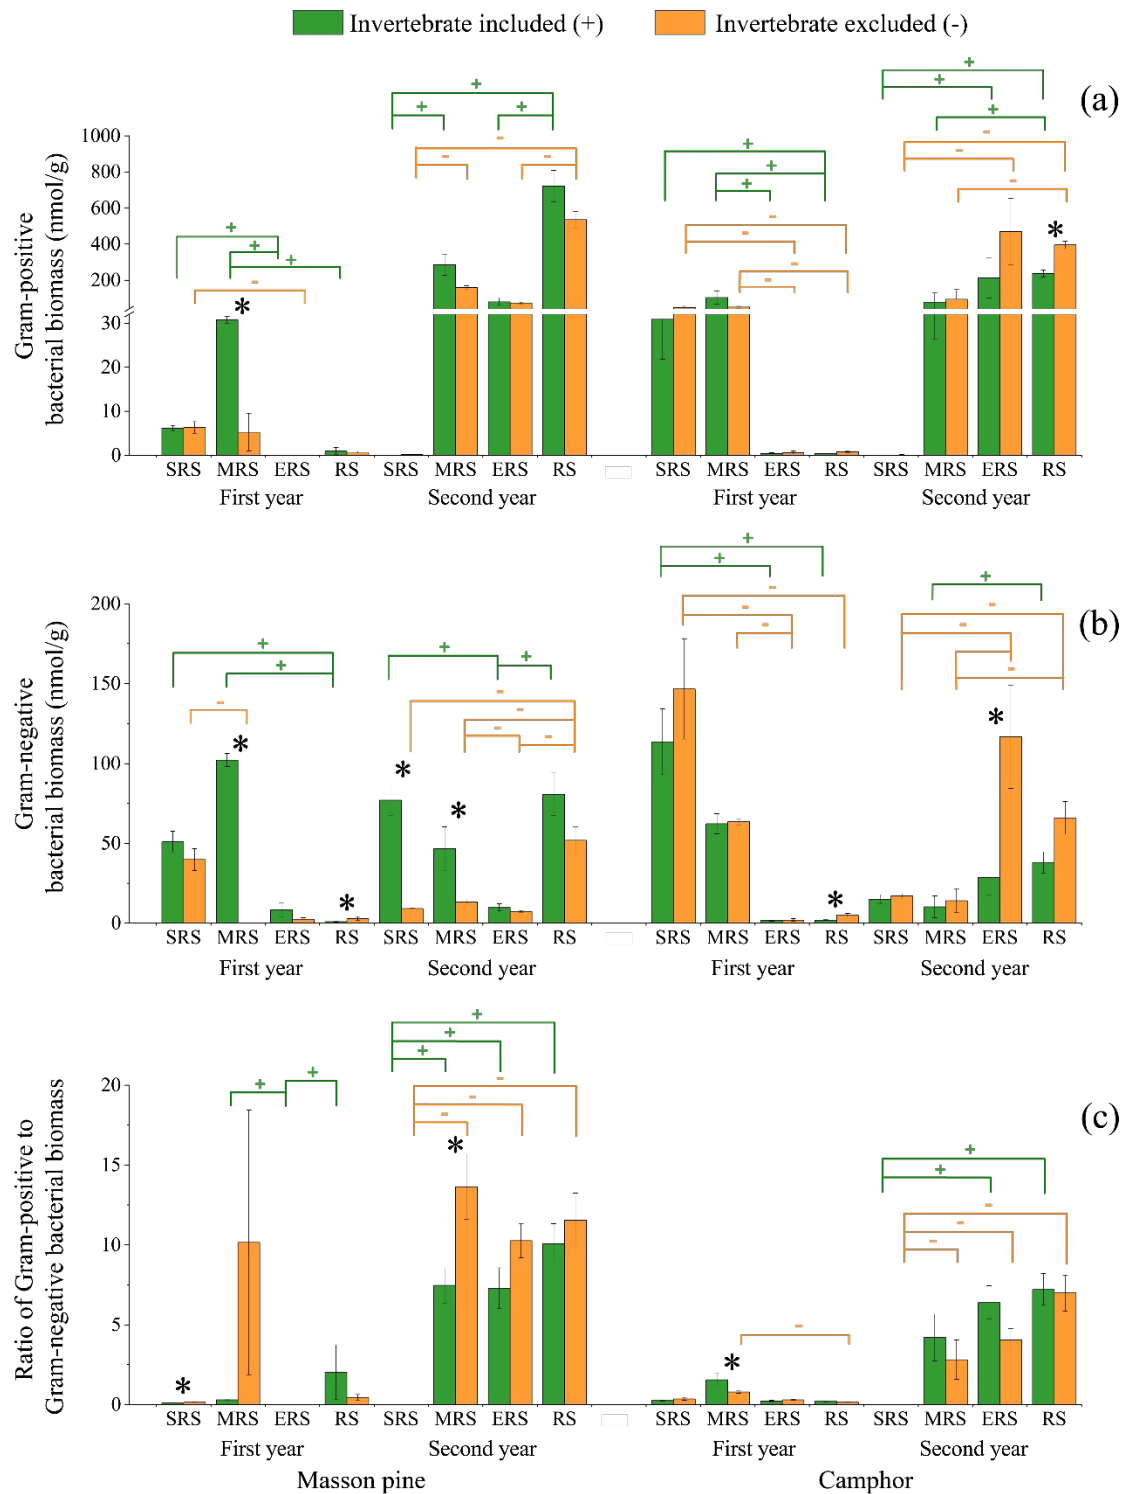 Invertebrate included (+) Invertebrate excluded (-)
(a)
Gram-positive
bacterial biomass (nmol/g)
1000
800
600
400
200
30
20
10
0
+ + + - * + + + - - - + + + - - - - + + + - - - *
SRS MRS ERS RS SRS MRS ERS RS SRS MRS ERS RS SRS MRS ERS RS
First year Second year First year Second year
(b)
Gram-negative
bacterial biomass (nmol/g)
200
150
100
50
0
+ + - * * + + - - - - * * + + - - - * + - - - *
SRS MRS ERS RS SRS MRS ERS RS SRS MRS ERS RS SRS MRS ERS RS
First year Second year First year Second year
(c)
Ratio of Gram-positive to
Gram-negative bacterial biomass
20
15
10
5
0
+ + * + + + - - - * - * + + - - -
SRS MRS ERS RS SRS MRS ERS RS SRS MRS ERS RS SRS MRS ERS RS
First year Second year First year Second year
Masson pine Camphor